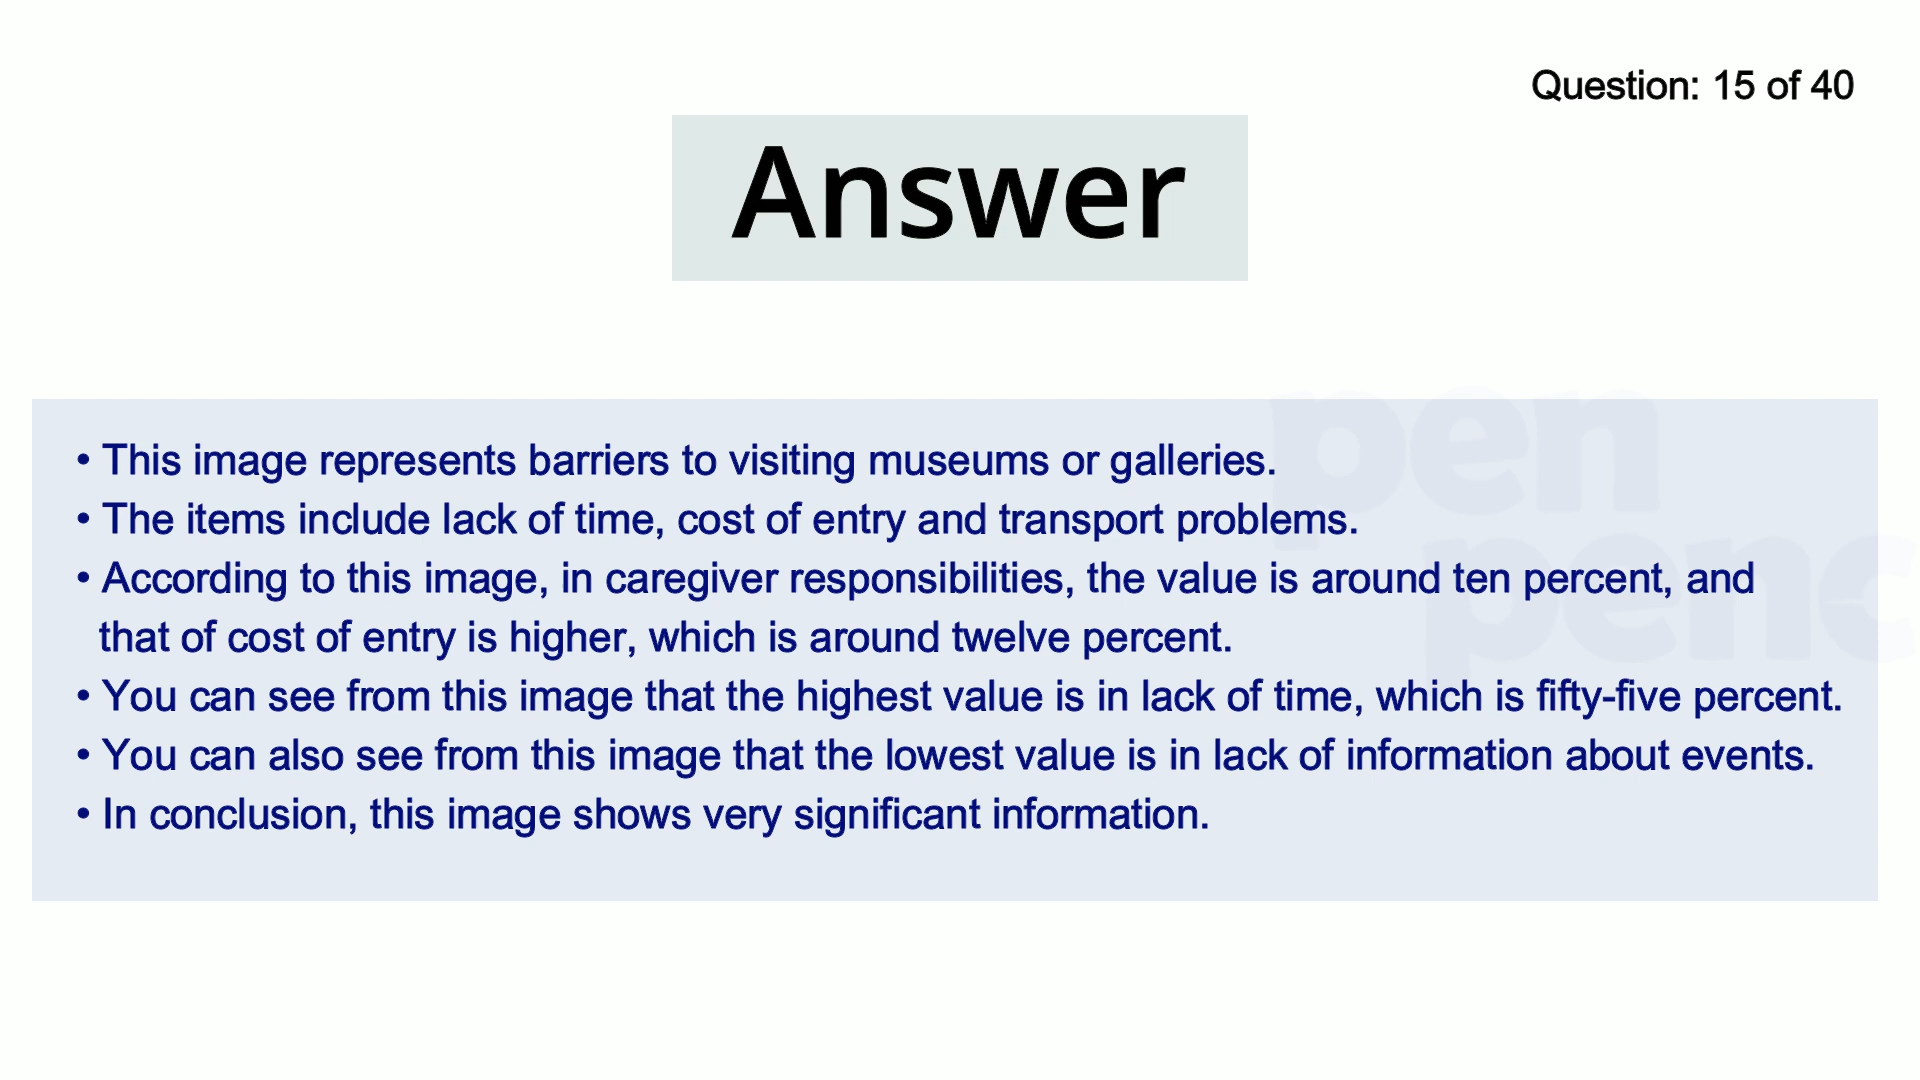 Question: 15 of 40
Answer
• This image represents barriers to visiting museums or galleries.
• The items include lack of time, cost of entry and transport problems.
• According to this image, in caregiver responsibilities, the value is around ten percent, and
that of cost of entry is higher, which is around twelve percent.
• You can see from this image that the highest value is in lack of time, which is fifty-five percent.
• You can also see from this image that the lowest value is in lack of information about events.
• In conclusion, this image shows very significant information.
pen
penc